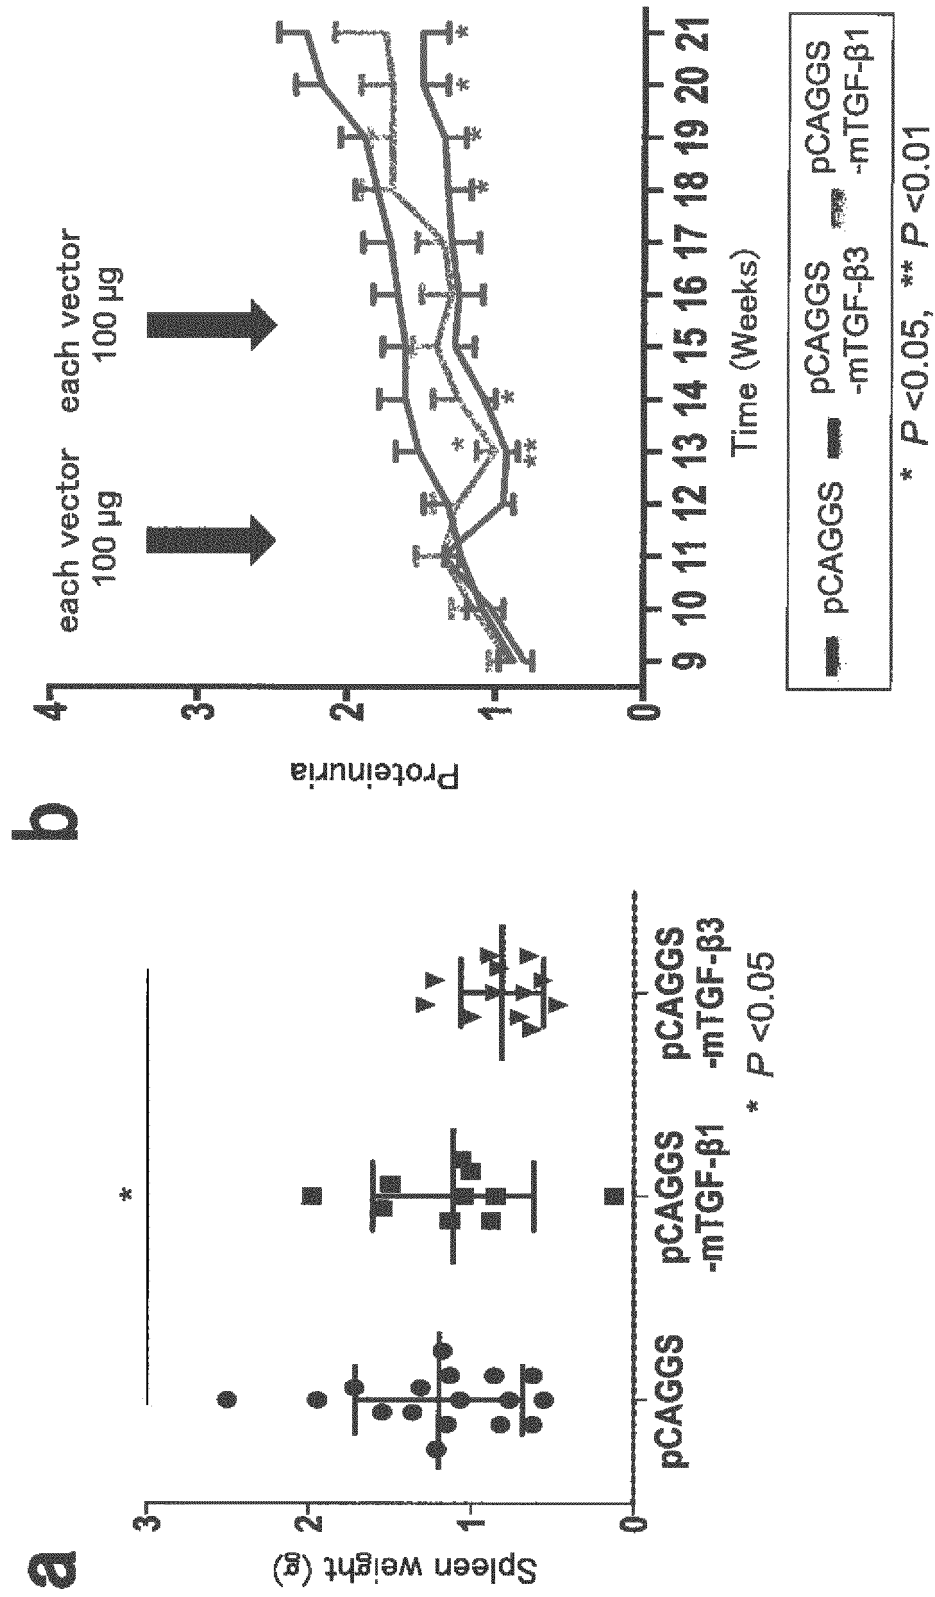 a
Spleen weight (g)
3
2
1
0
*
pCAGGS
pCAGGS
-mTGF-β1
pCAGGS
-mTGF-β3
* P <0.05
b
Proteinuria
4
3
2
1
0
each vector
100 µg
each vector
100 µg
*
**
*
*
*
*
*
9 10 11 12 13 14 15 16 17 18 19 20 21
Time (Weeks)
pCAGGS
pCAGGS
-mTGF-β3
pCAGGS
-mTGF-β1
* P <0.05, ** P <0.01